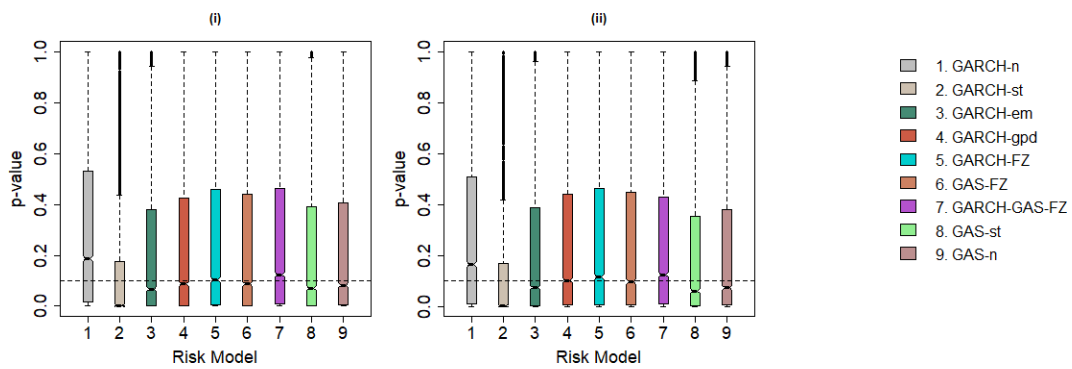 (i)
p-value
1.0
0.8
0.6
0.4
0.2
0.0
1 2 3 4 5 6 7 8 9
Risk Model
(ii)
p-value
1.0
0.8
0.6
0.4
0.2
0.0
1 2 3 4 5 6 7 8 9
Risk Model
1. GARCH-n
2. GARCH-st
3. GARCH-em
4. GARCH-gpd
5. GARCH-FZ
6. GAS-FZ
7. GARCH-GAS-FZ
8. GAS-st
9. GAS-n